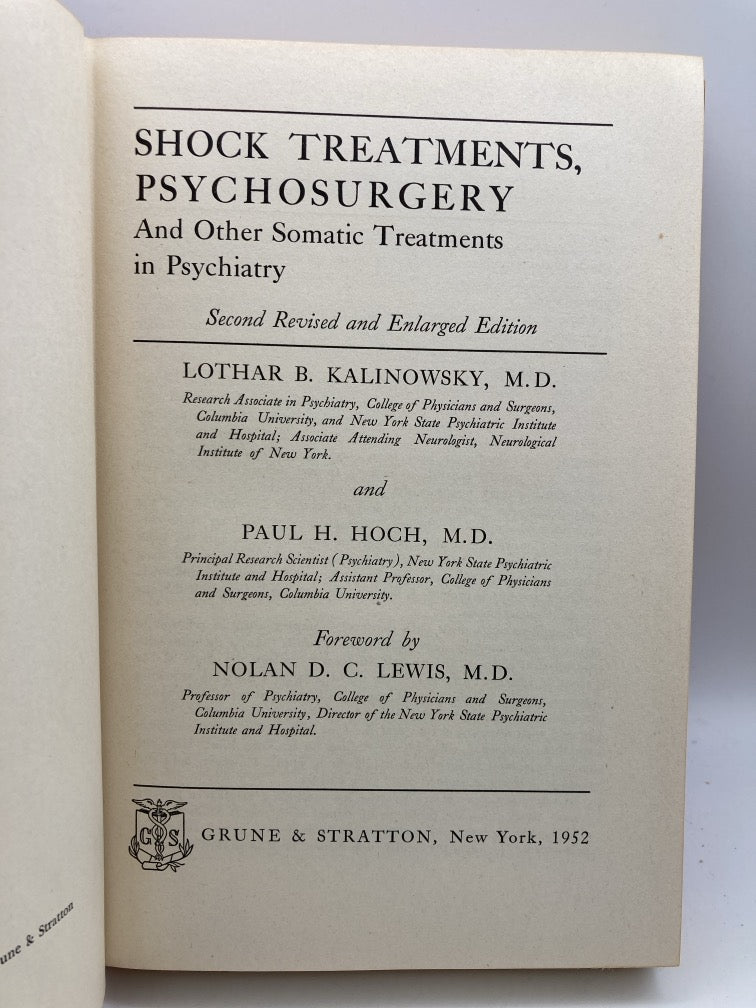 SHOCK TREATMENTS,
PSYCHOSURGERY
And Other Somatic Treatments
in Psychiatry
Second Revised and Enlarged Edition
LOTHAR B. KALINOWSKY, M.D.
Research Associate in Psychiatry, College of Physicians and Surgeons,
Columbia University, and New York State Psychiatric Institute
and Hospital; Associate Attending Neurologist, Neurological
Institute of New York.
and
PAUL H. HOCH, M.D.
Principal Research Scientist (Psychiatry), New York State Psychiatric
Institute and Hospital; Assistant Professor, College of Physicians
and Surgeons, Columbia University.
Foreword by
NOLAN D. C. LEWIS, M.D.
Professor of Psychiatry, College of Physicians and Surgeons,
Columbia University, Director of the New York State Psychiatric
Institute and Hospital.
G S
GRUNE & STRATTON, New York, 1952
une & Stratton